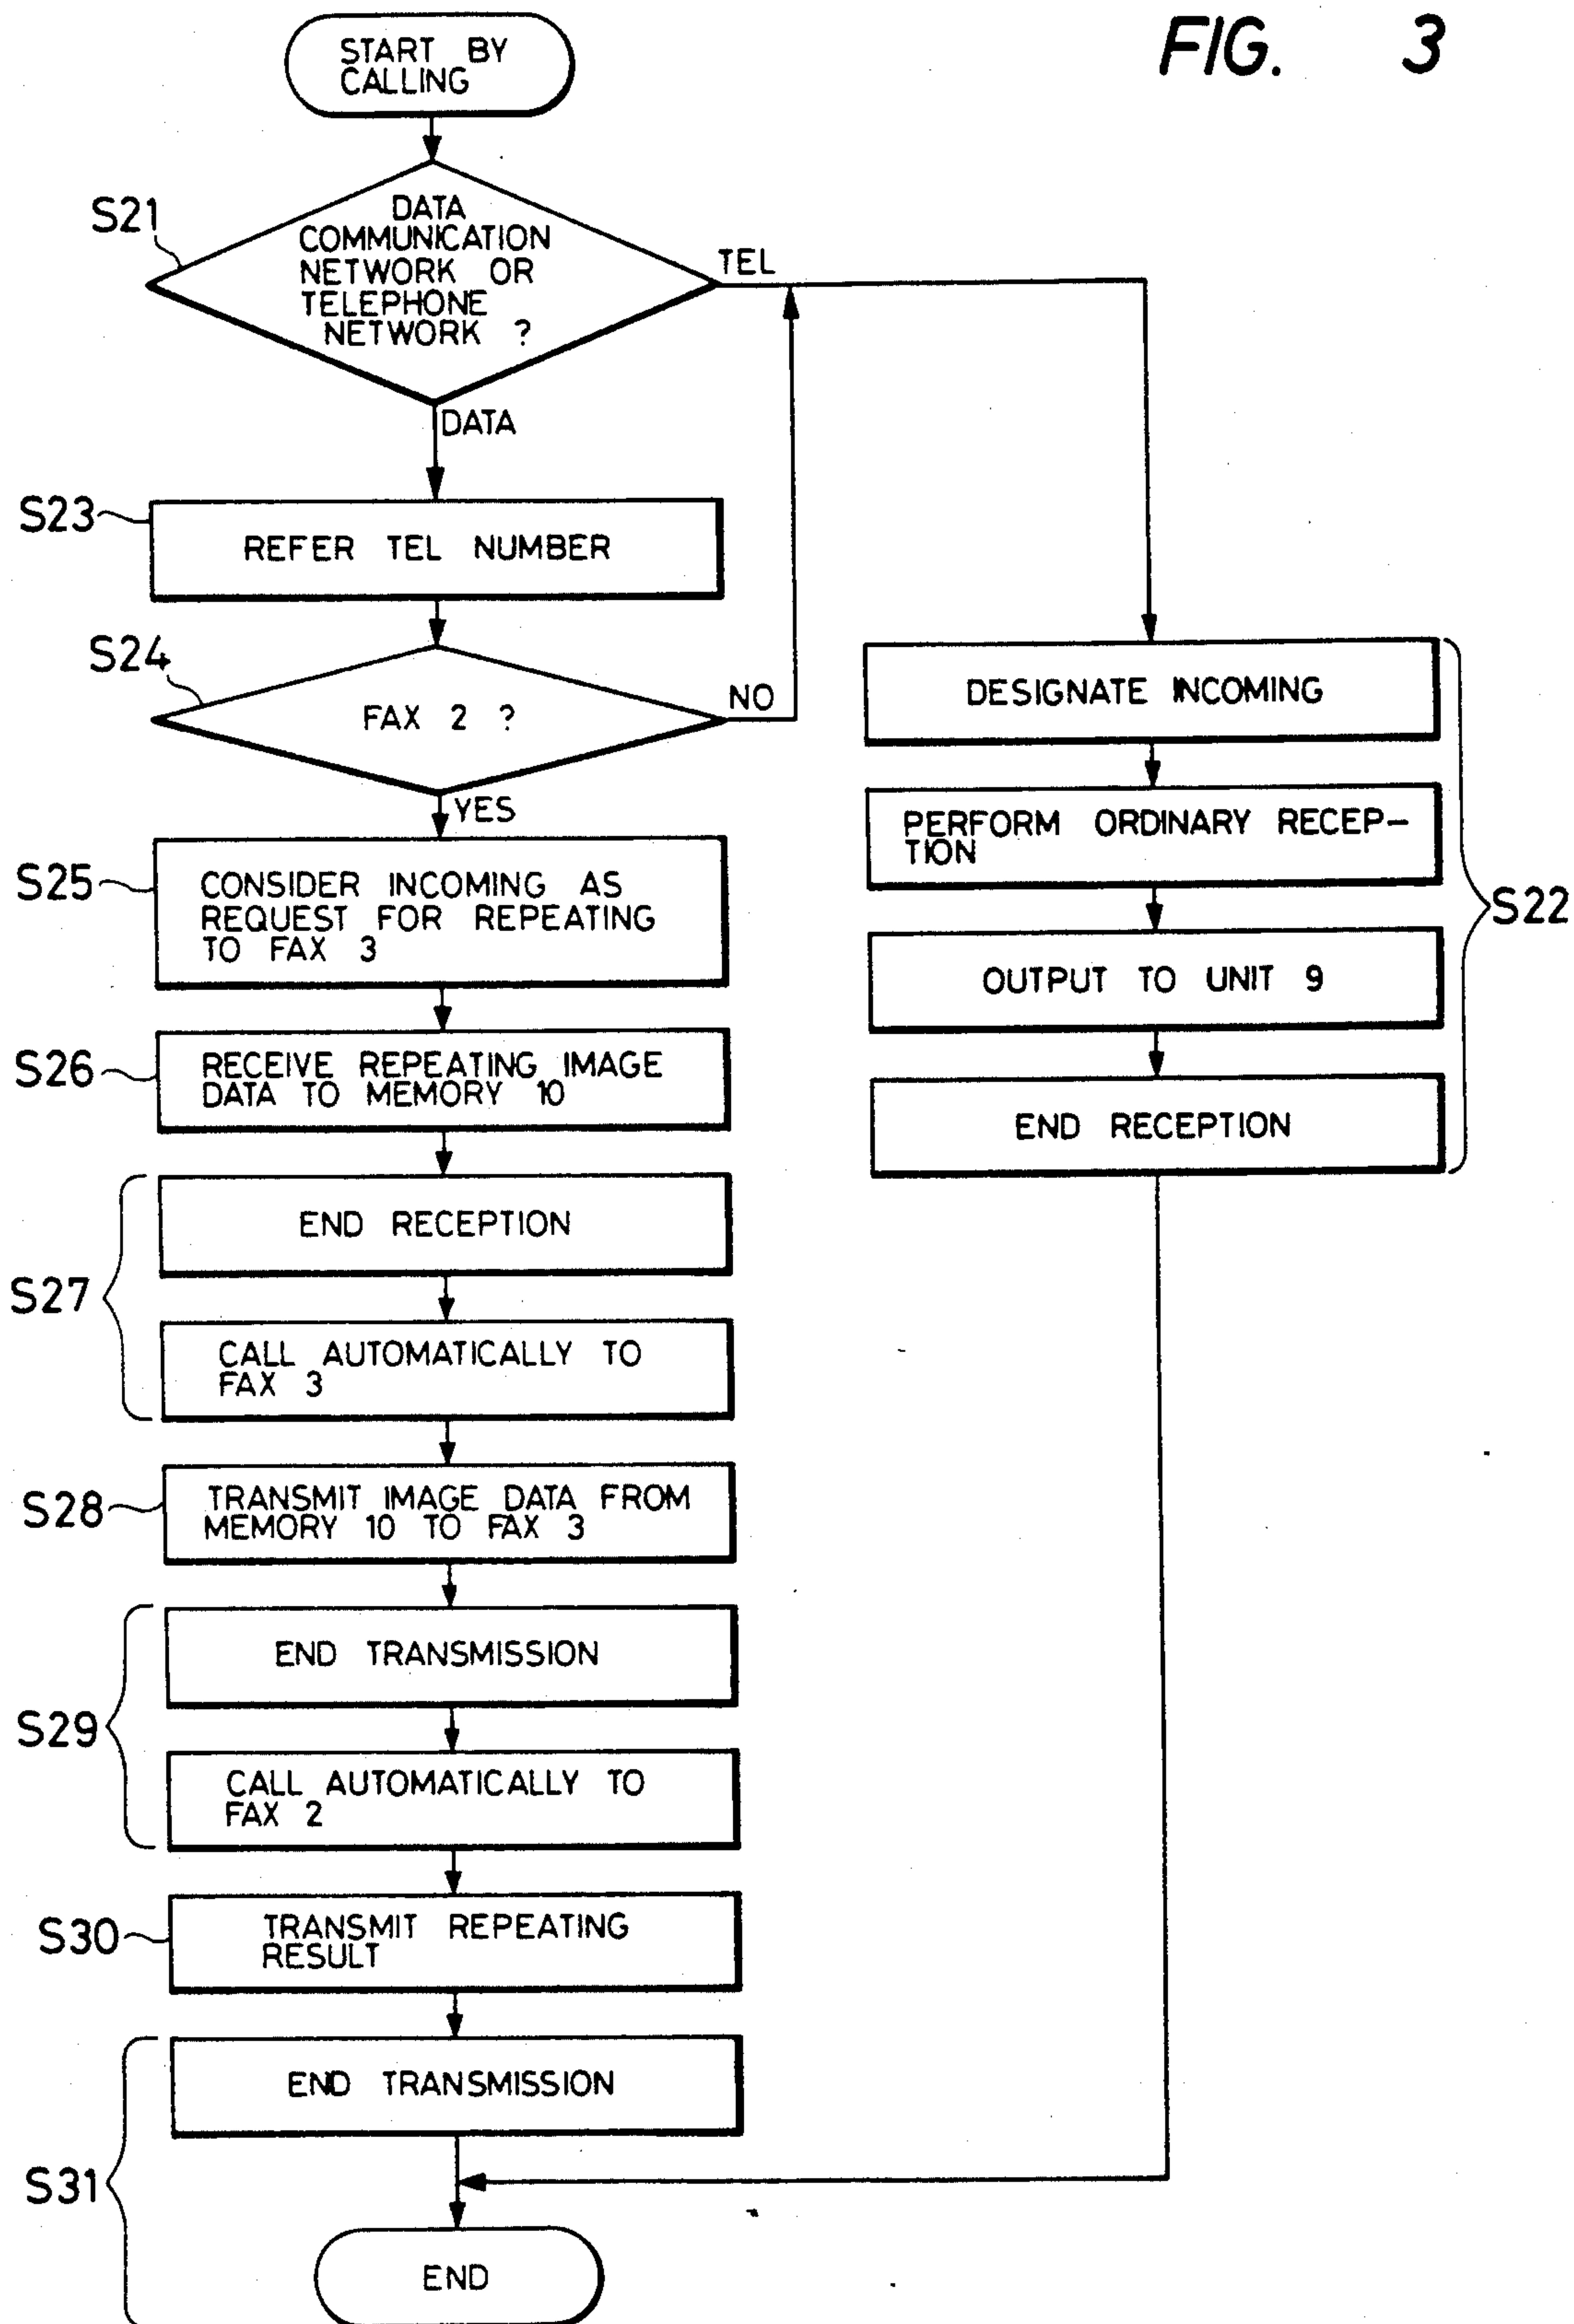 FIG. 3
START BY
CALLING
S21
DATA
COMMUNICATION
NETWORK OR
TELEPHONE
NETWORK ?
TEL
DATA
S23
REFER TEL NUMBER
S24
FAX 2 ?
NO
YES
S25
CONSIDER INCOMING AS
REQUEST FOR REPEATING
TO FAX 3
S26
RECEIVE REPEATING IMAGE
DATA TO MEMORY 10
S27
END RECEPTION
CALL AUTOMATICALLY TO
FAX 3
S28
TRANSMIT IMAGE DATA FROM
MEMORY 10 TO FAX 3
S29
END TRANSMISSION
CALL AUTOMATICALLY TO
FAX 2
S30
TRANSMIT REPEATING
RESULT
S31
END TRANSMISSION
END
DESIGNATE INCOMING
PERFORM ORDINARY RECEP-
TION
OUTPUT TO UNIT 9
END RECEPTION
S22